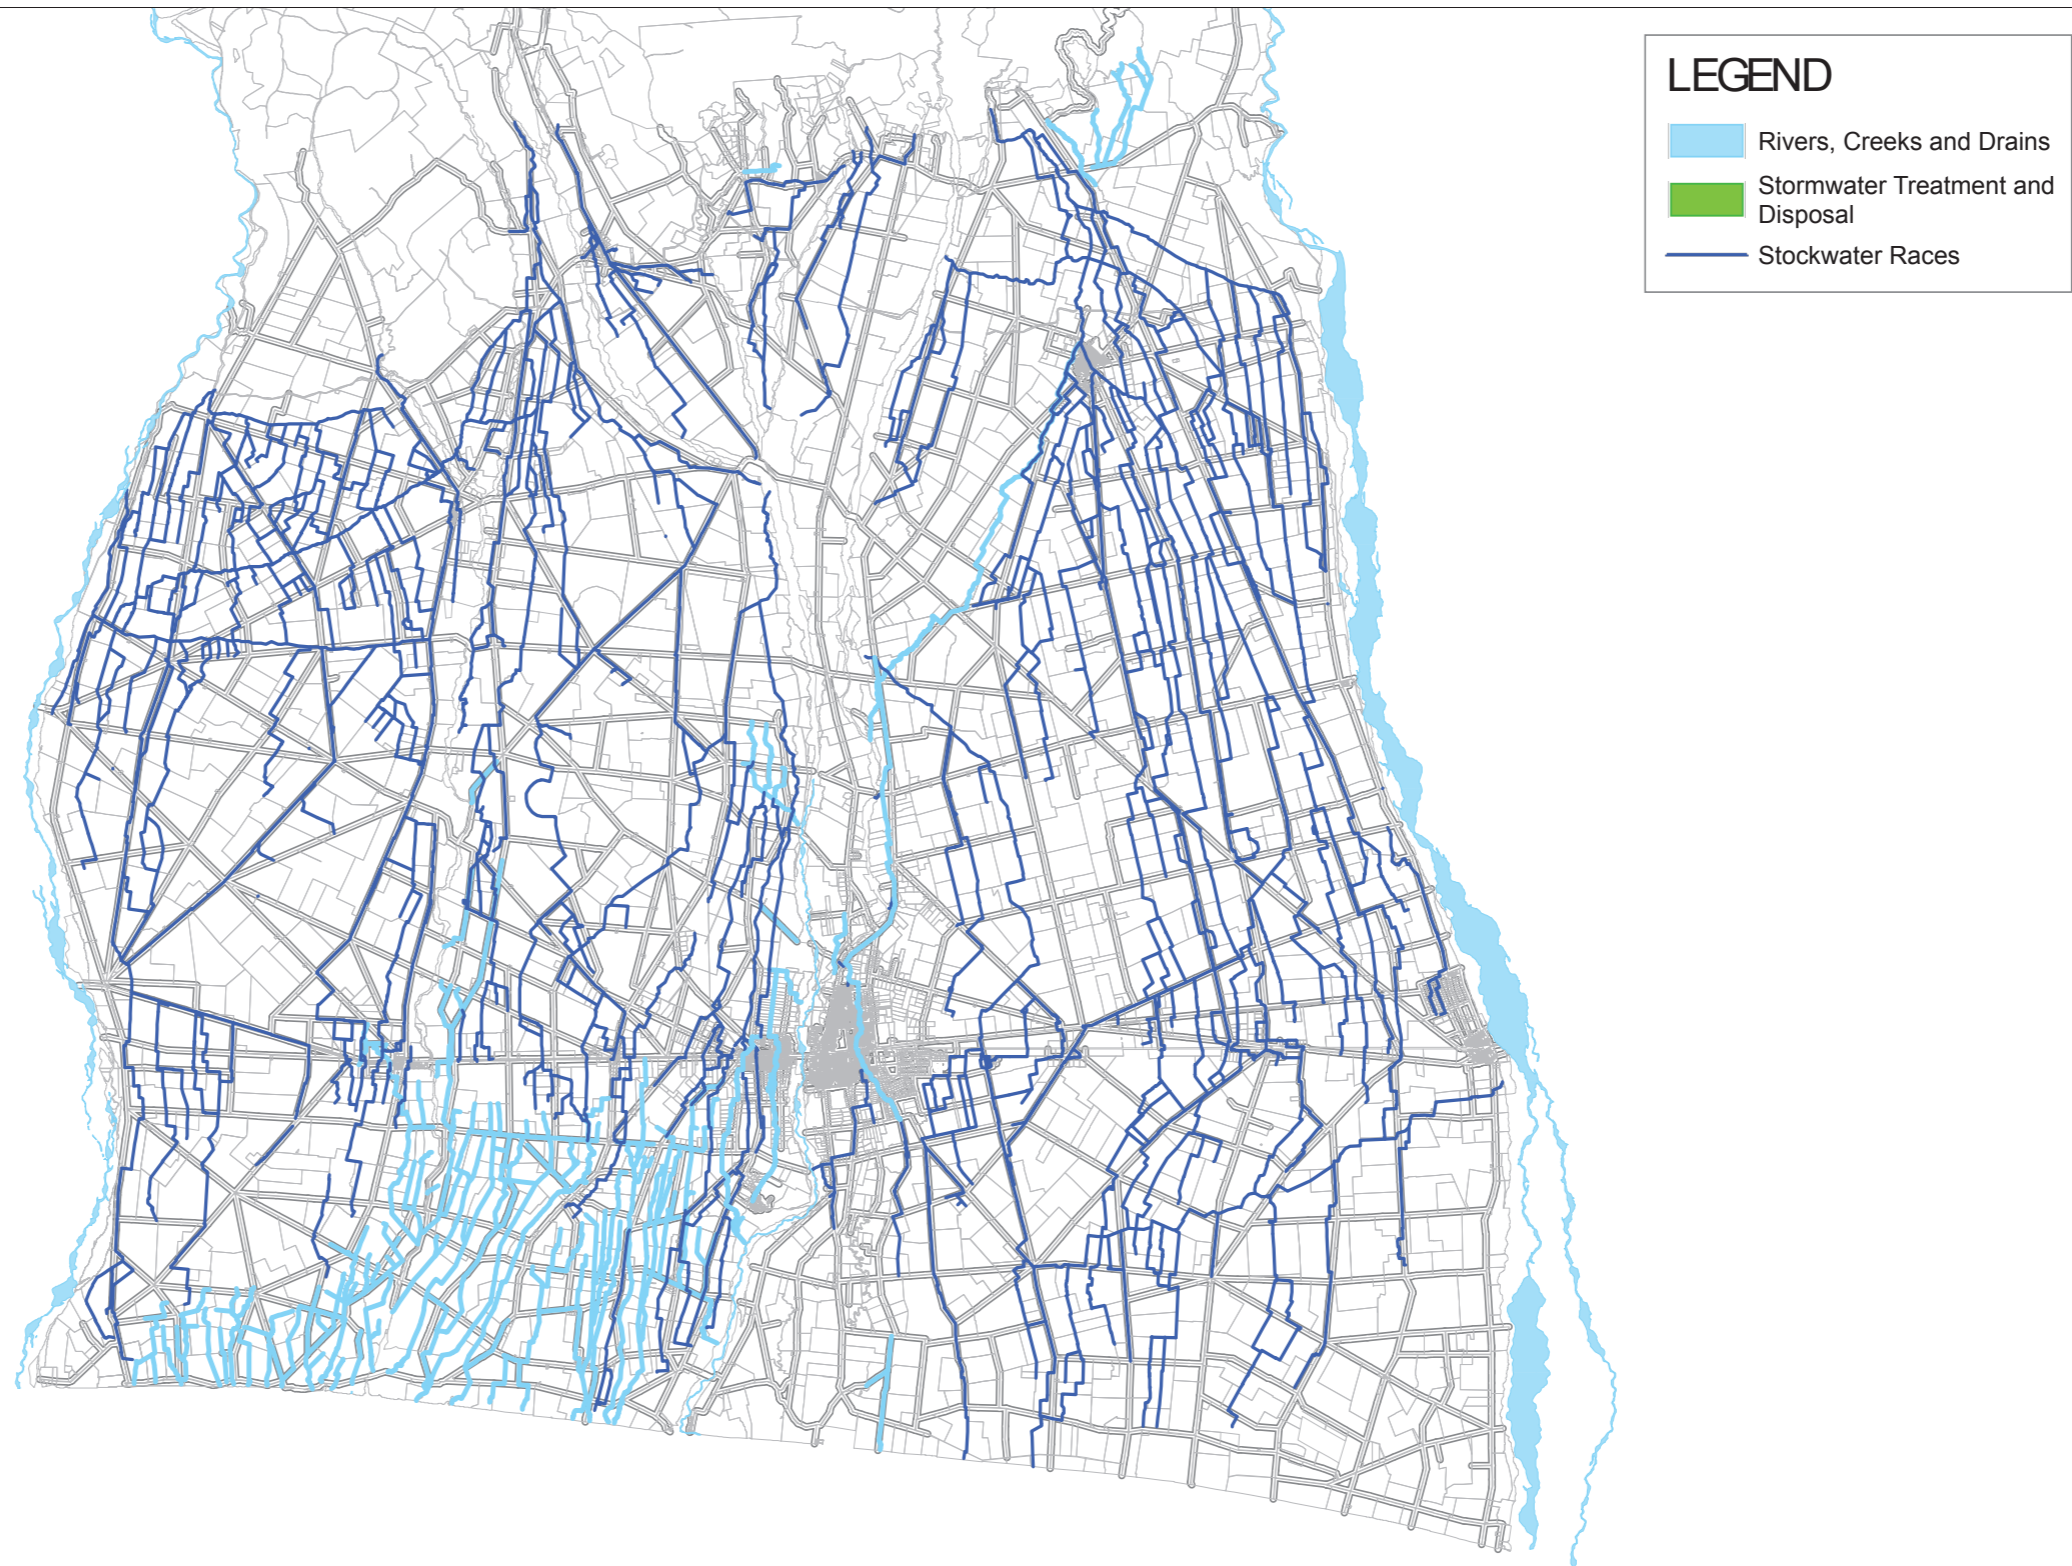 LEGEND
Rivers, Creeks and Drains
Stormwater Treatment and
Disposal
Stockwater Races